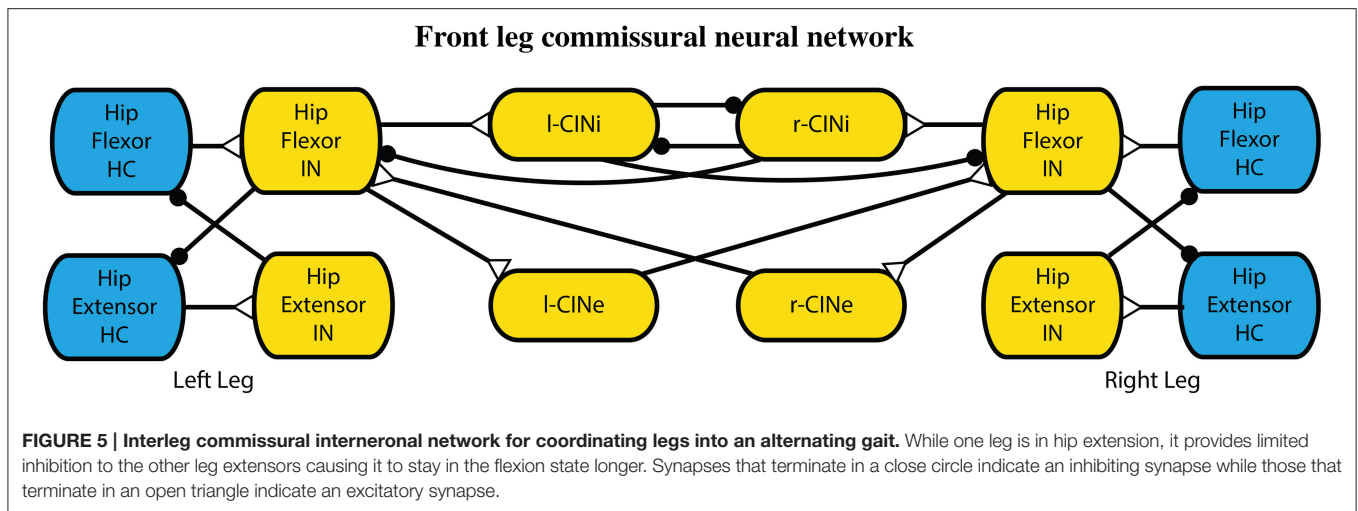 Front leg commissural neural network
Hip
Flexor
HC
Hip
Flexor
IN
l-CINi
r-CINi
Hip
Flexor
IN
Hip
Flexor
HC
Hip
Extensor
HC
Hip
Extensor
IN
l-CINe
r-CINe
Hip
Extensor
IN
Hip
Extensor
HC
Left Leg
Right Leg
FIGURE 5 | Interleg commissural interneronal network for coordinating legs into an alternating gait. While one leg is in hip extension, it provides limited
inhibition to the other leg extensors causing it to stay in the flexion state longer. Synapses that terminate in a close circle indicate an inhibiting synapse while those that
terminate in an open triangle indicate an excitatory synapse.